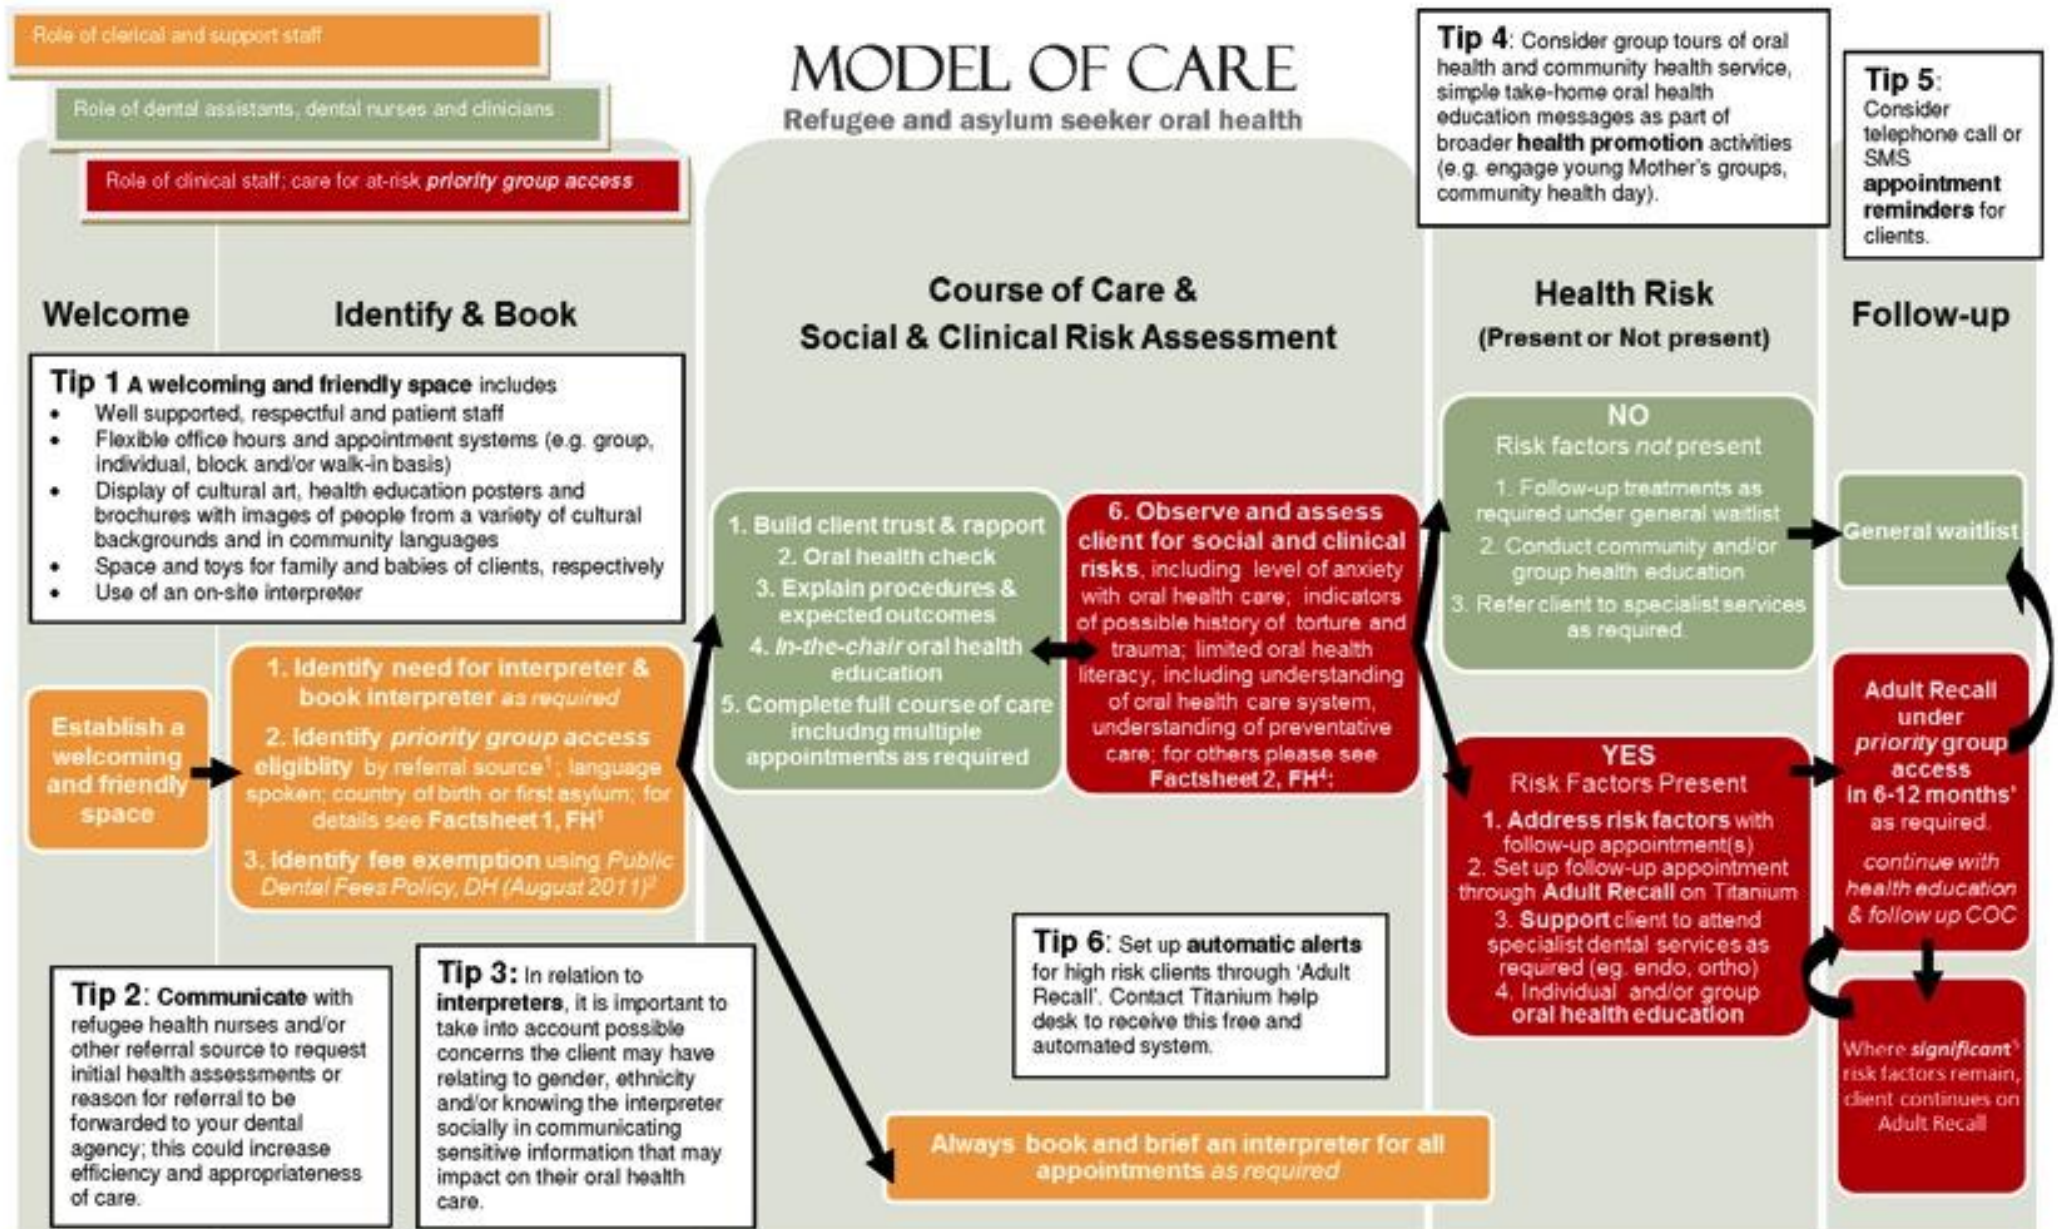 Role of clerical and support staff
Role of dental assistants, dental nurses and clinicians
Role of clinical staff; care for at-risk priority group access
MODEL OF CARE
Refugee and asylum seeker oral health
Tip 4: Consider group tours of oral
health and community health service,
simple take-home oral health
education messages as part of
broader health promotion activities
(e.g. engage young Mother's groups,
community health day).
Tip 5:
Consider
telephone call or
SMS
appointment
reminders for
clients.
Welcome
Identify & Book
Course of Care &
Social & Clinical Risk Assessment
Health Risk
(Present or Not present)
Follow-up
Tip 1 A welcoming and friendly space includes
• Well supported, respectful and patient staff
• Flexible office hours and appointment systems (e.g. group,
individual, block and/or walk-in basis)
• Display of cultural art, health education posters and
brochures with images of people from a variety of cultural
backgrounds and in community languages
• Space and toys for family and babies of clients, respectively
• Use of an on-site interpreter
Establish a
welcoming
and friendly
space
1. Identify need for interpreter &
book interpreter as required
2. Identify priority group access
eligiblity by referral source¹; language
spoken; country of birth or first asylum; for
details see Factsheet 1, FH¹
3. Identify fee exemption using Public
Dental Fees Policy, DH (August 2011)²
1. Build client trust & rapport
2. Oral health check
3. Explain procedures &
expected outcomes
4. In-the-chair oral health
education
5. Complete full course of care
includng multiple
appointments as required
6. Observe and assess
client for social and clinical
risks, including level of anxiety
with oral health care; indicators
of possible history of torture and
trauma; limited oral health
literacy, including understanding
of oral health care system,
understanding of preventative
care; for others please see
Factsheet 2, FH⁴:
NO
Risk factors not present
1. Follow-up treatments as
required under general waitlist
2. Conduct community and/or
group health education
3. Refer client to specialist services
as required.
General waitlist
YES
Risk Factors Present
1. Address risk factors with
follow-up appointment(s)
2. Set up follow-up appointment
through Adult Recall on Titanium
3. Support client to attend
specialist dental services as
required (eg. endo, ortho)
4. Individual and/or group
oral health education
Adult Recall
under
priority group
access
in 6-12 months'
as required.
continue with
health education
& follow up COC
Where significant⁵
risk factors remain,
client continues on
Adult Recall
Tip 2: Communicate with
refugee health nurses and/or
other referral source to request
initial health assessments or
reason for referral to be
forwarded to your dental
agency; this could increase
efficiency and appropriateness
of care.
Tip 3: In relation to
interpreters, it is important to
take into account possible
concerns the client may have
relating to gender, ethnicity
and/or knowing the interpreter
socially in communicating
sensitive information that may
impact on their oral health
care.
Tip 6: Set up automatic alerts
for high risk clients through 'Adult
Recall'. Contact Titanium help
desk to receive this free and
automated system.
Always book and brief an interpreter for all
appointments as required